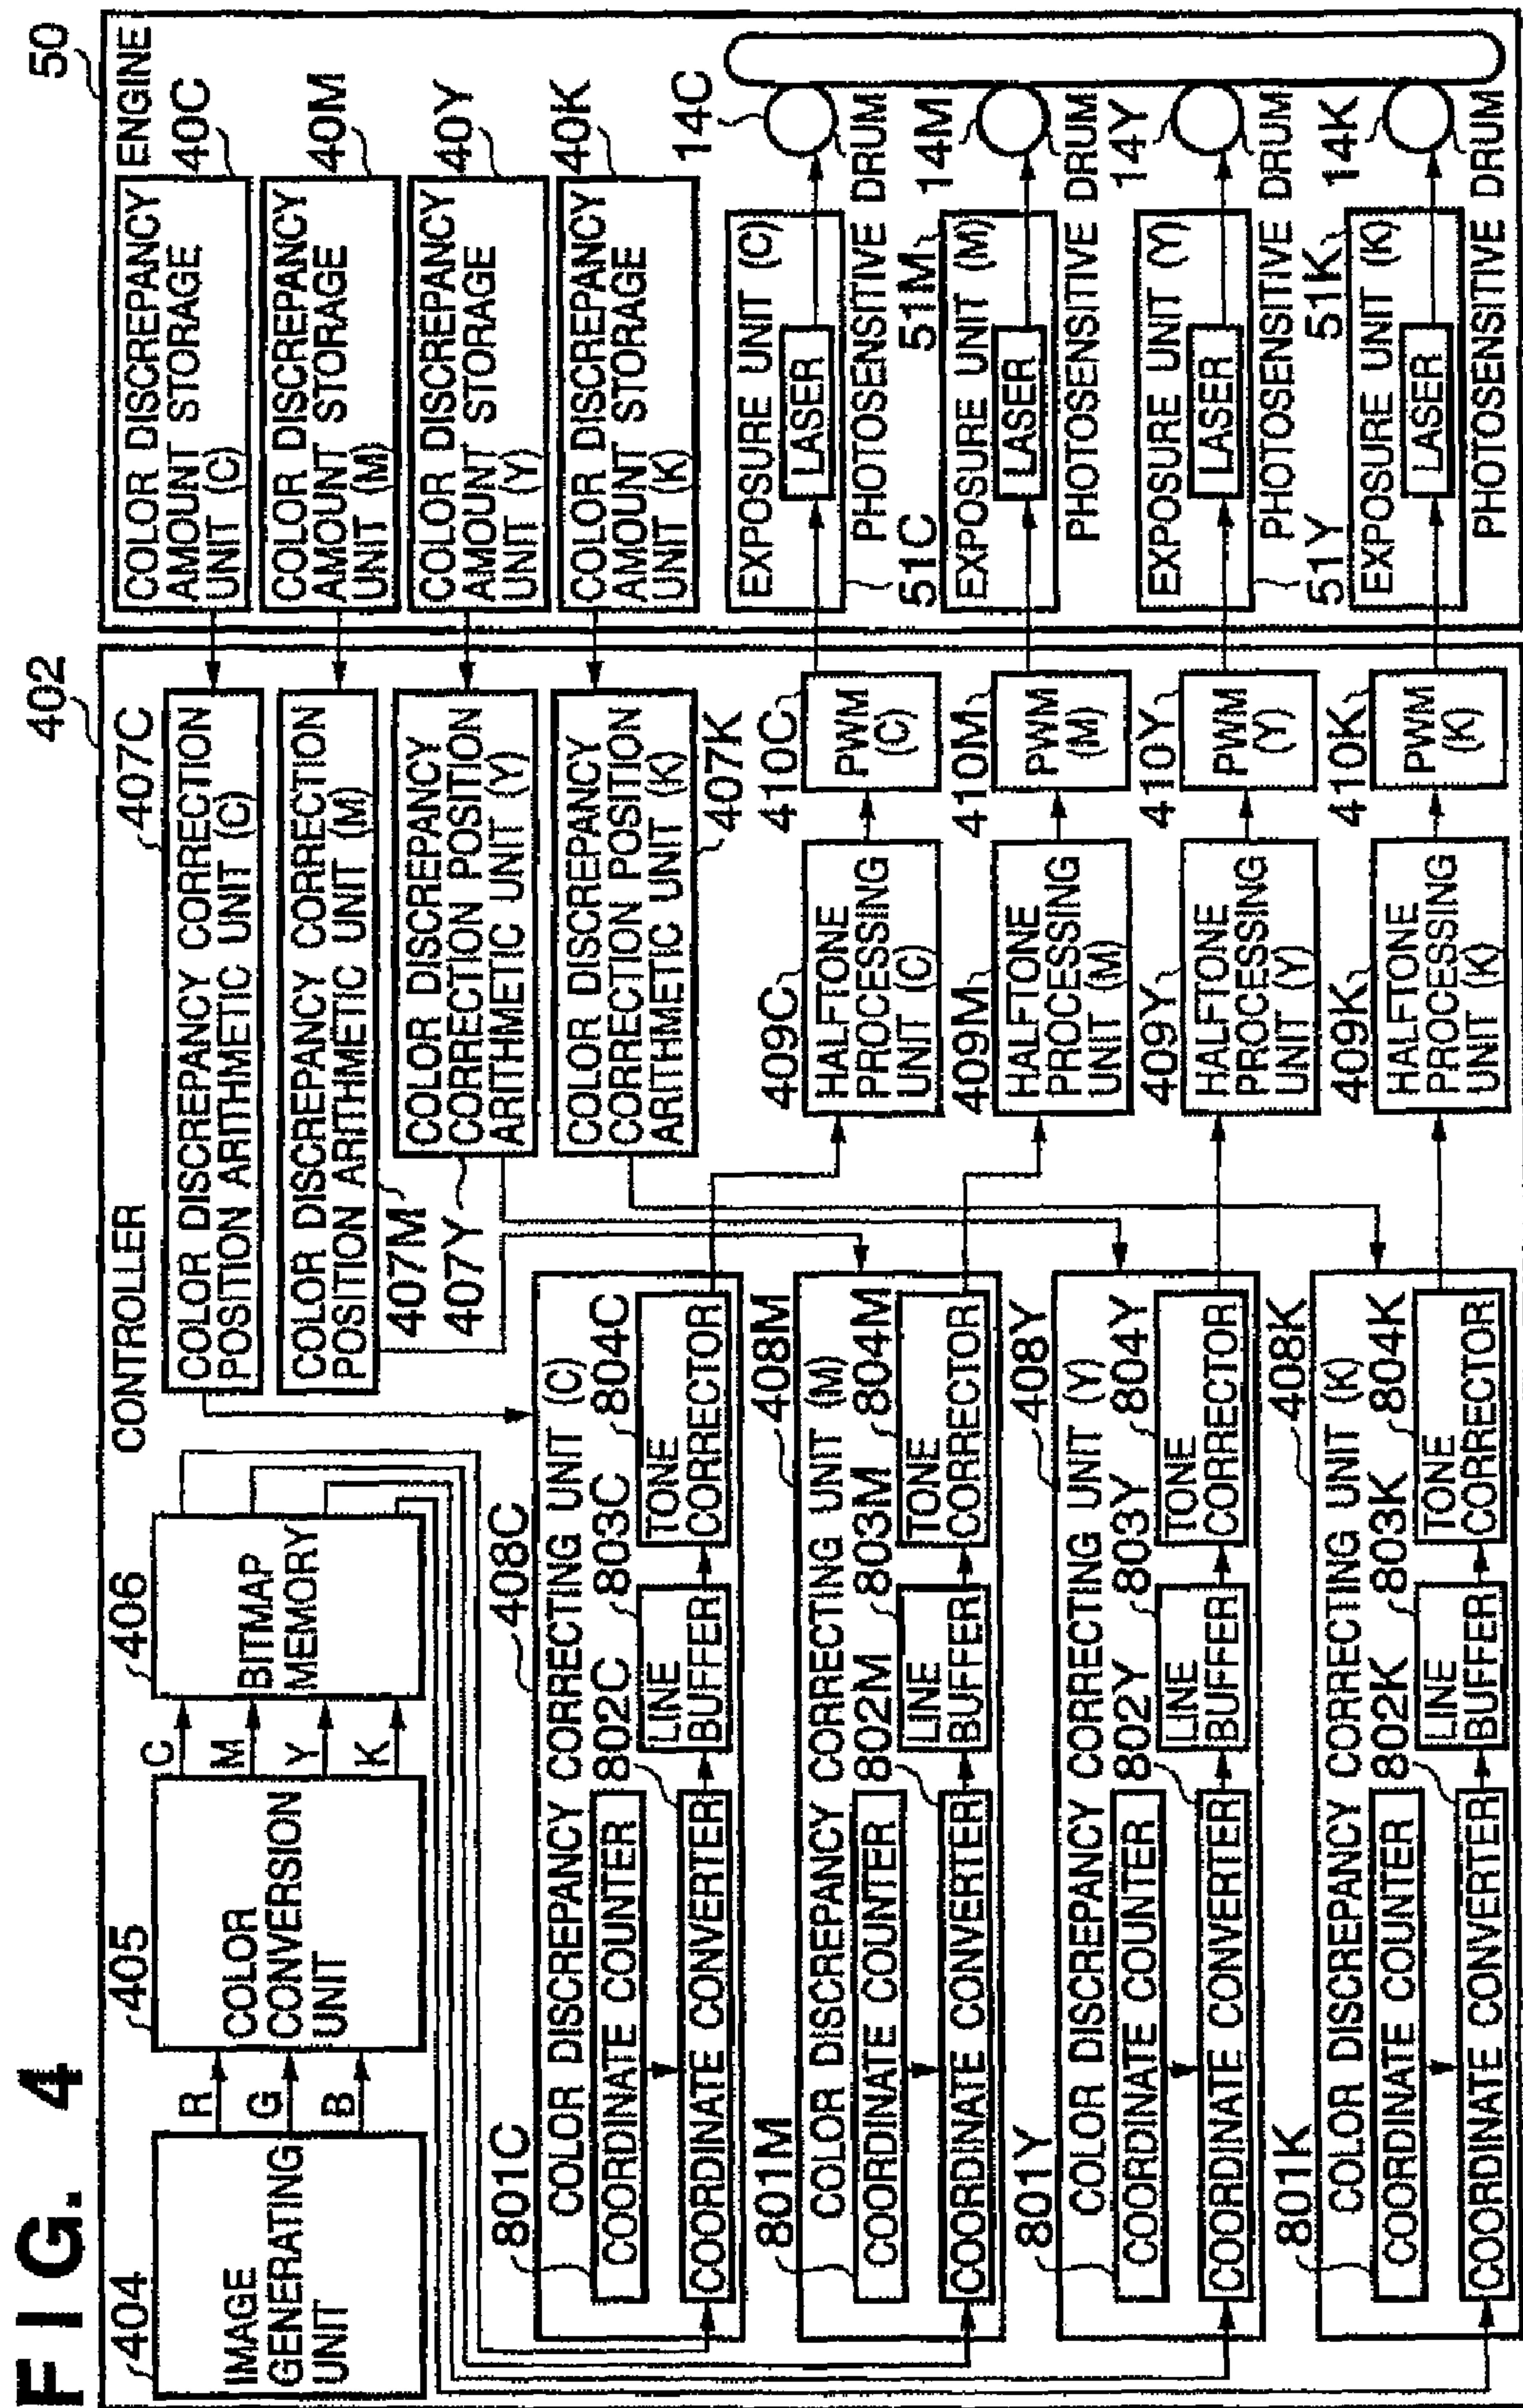 FIG. 4
402
CONTROLLER
404
IMAGE
GENERATING
UNIT
R
G
B
405
COLOR
CONVERSION
UNIT
C
M
Y
K
406
BITMAP
MEMORY
407C
COLOR DISCREPANCY CORRECTION
POSITION ARITHMETIC UNIT (C)
COLOR DISCREPANCY CORRECTION
POSITION ARITHMETIC UNIT (M)
407M
COLOR DISCREPANCY
CORRECTION POSITION
ARITHMETIC UNIT (Y)
407Y
COLOR DISCREPANCY
CORRECTION POSITION
ARITHMETIC UNIT (K)
407K
50
ENGINE
COLOR DISCREPANCY
AMOUNT STORAGE
UNIT (C)
40C
COLOR DISCREPANCY
AMOUNT STORAGE
UNIT (M)
40M
COLOR DISCREPANCY
AMOUNT STORAGE
UNIT (Y)
40Y
COLOR DISCREPANCY
AMOUNT STORAGE
UNIT (K)
40K
408C
COLOR DISCREPANCY CORRECTING UNIT (C)
801C
COORDINATE COUNTER
802C
COORDINATE CONVERTER
803C
LINE
BUFFER
804C
TONE
CORRECTOR
409C
HALFTONE
PROCESSING
UNIT (C)
410C
PWM
(C)
EXPOSURE UNIT (C)
LASER
51C
14C
PHOTOSENSITIVE DRUM
408M
COLOR DISCREPANCY CORRECTING UNIT (M)
801M
COORDINATE COUNTER
802M
COORDINATE CONVERTER
803M
LINE
BUFFER
804M
TONE
CORRECTOR
409M
HALFTONE
PROCESSING
UNIT (M)
410M
PWM
(M)
EXPOSURE UNIT (M)
LASER
51M
14M
PHOTOSENSITIVE DRUM
408Y
COLOR DISCREPANCY CORRECTING UNIT (Y)
801Y
COORDINATE COUNTER
802Y
COORDINATE CONVERTER
803Y
LINE
BUFFER
804Y
TONE
CORRECTOR
409Y
HALFTONE
PROCESSING
UNIT (Y)
410Y
PWM
(Y)
EXPOSURE UNIT (Y)
LASER
51Y
14Y
PHOTOSENSITIVE DRUM
408K
COLOR DISCREPANCY CORRECTING UNIT (K)
801K
COORDINATE COUNTER
802K
COORDINATE CONVERTER
803K
LINE
BUFFER
804K
TONE
CORRECTOR
409K
HALFTONE
PROCESSING
UNIT (K)
410K
PWM
(K)
EXPOSURE UNIT (K)
LASER
51K
14K
PHOTOSENSITIVE DRUM